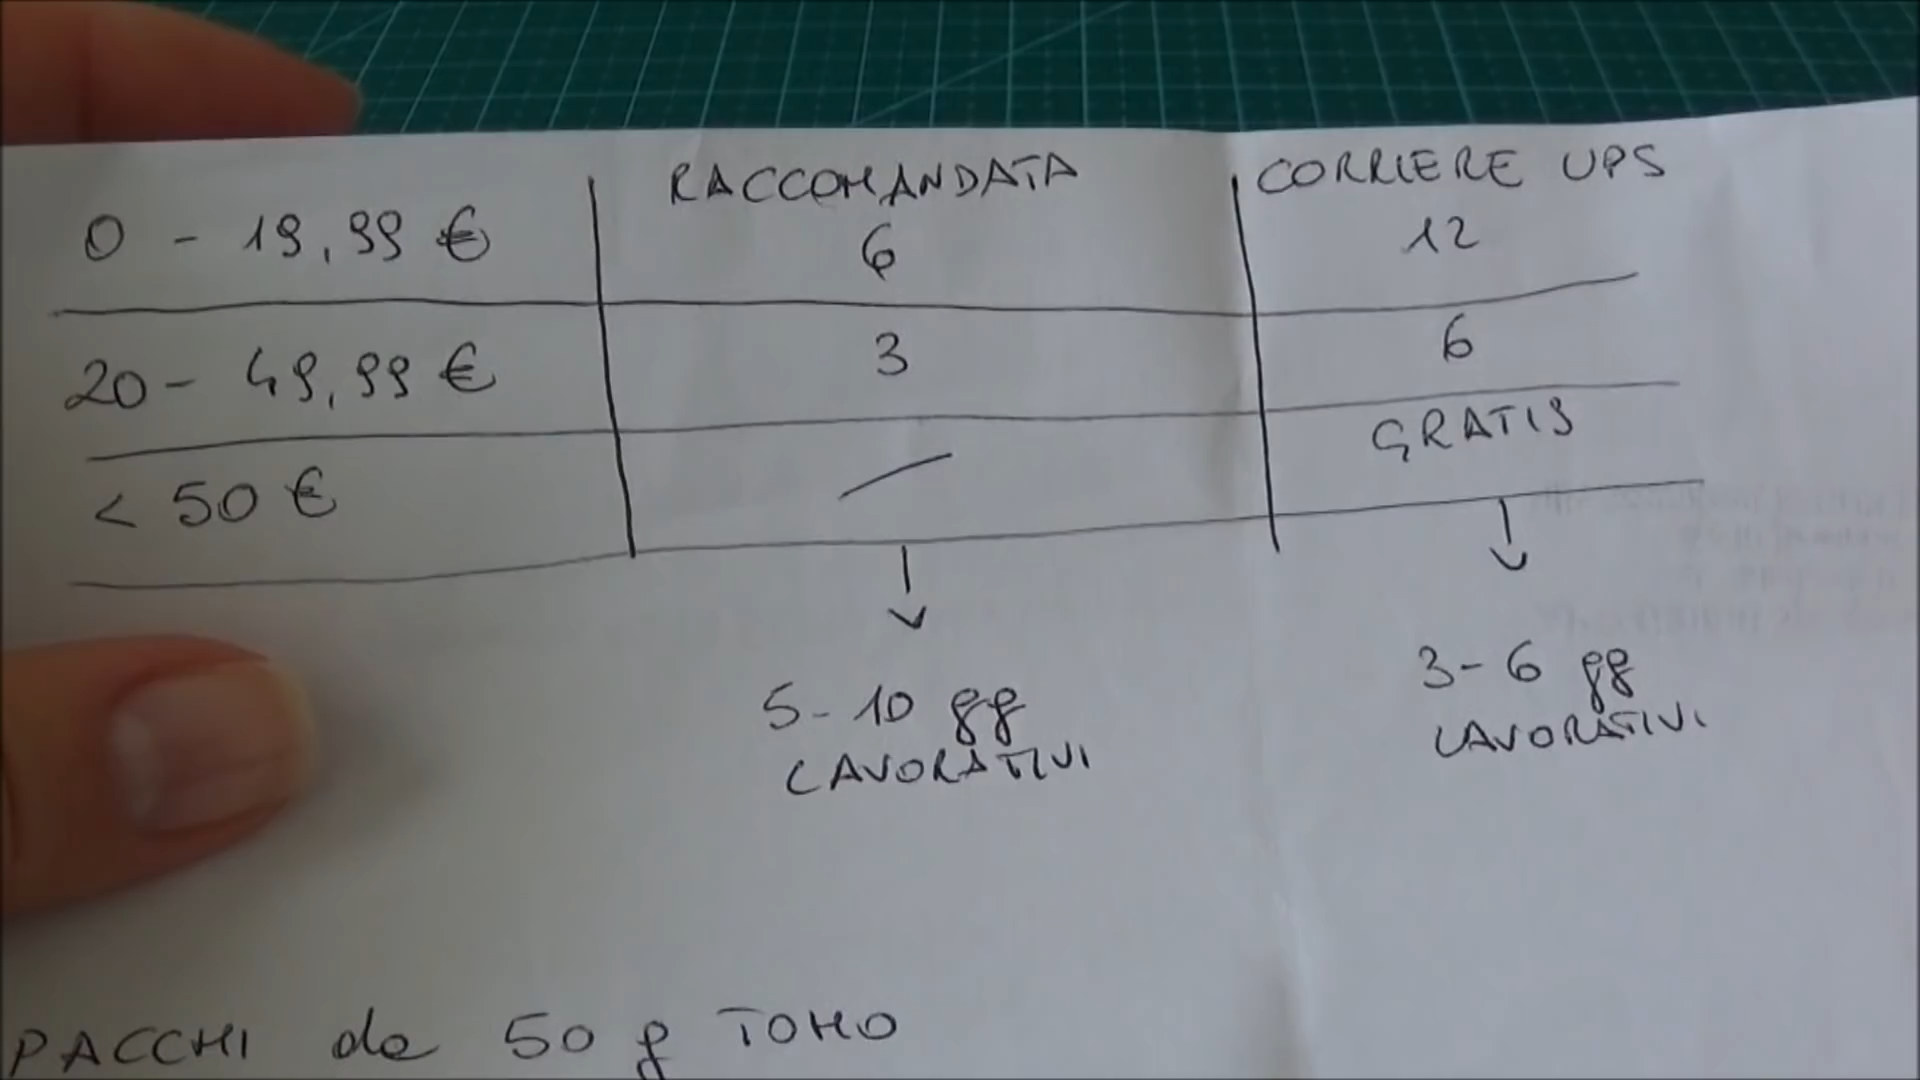 RACCOMANDATA CORRIERE UPS
0 - 19,99 € 6 12
20 - 49,99 € 3 6
< 50 € / GRATIS
5-10 gg 3-6 gg
LAVORATIVI LAVORATIVI
PACCHI da 50 g TOHO